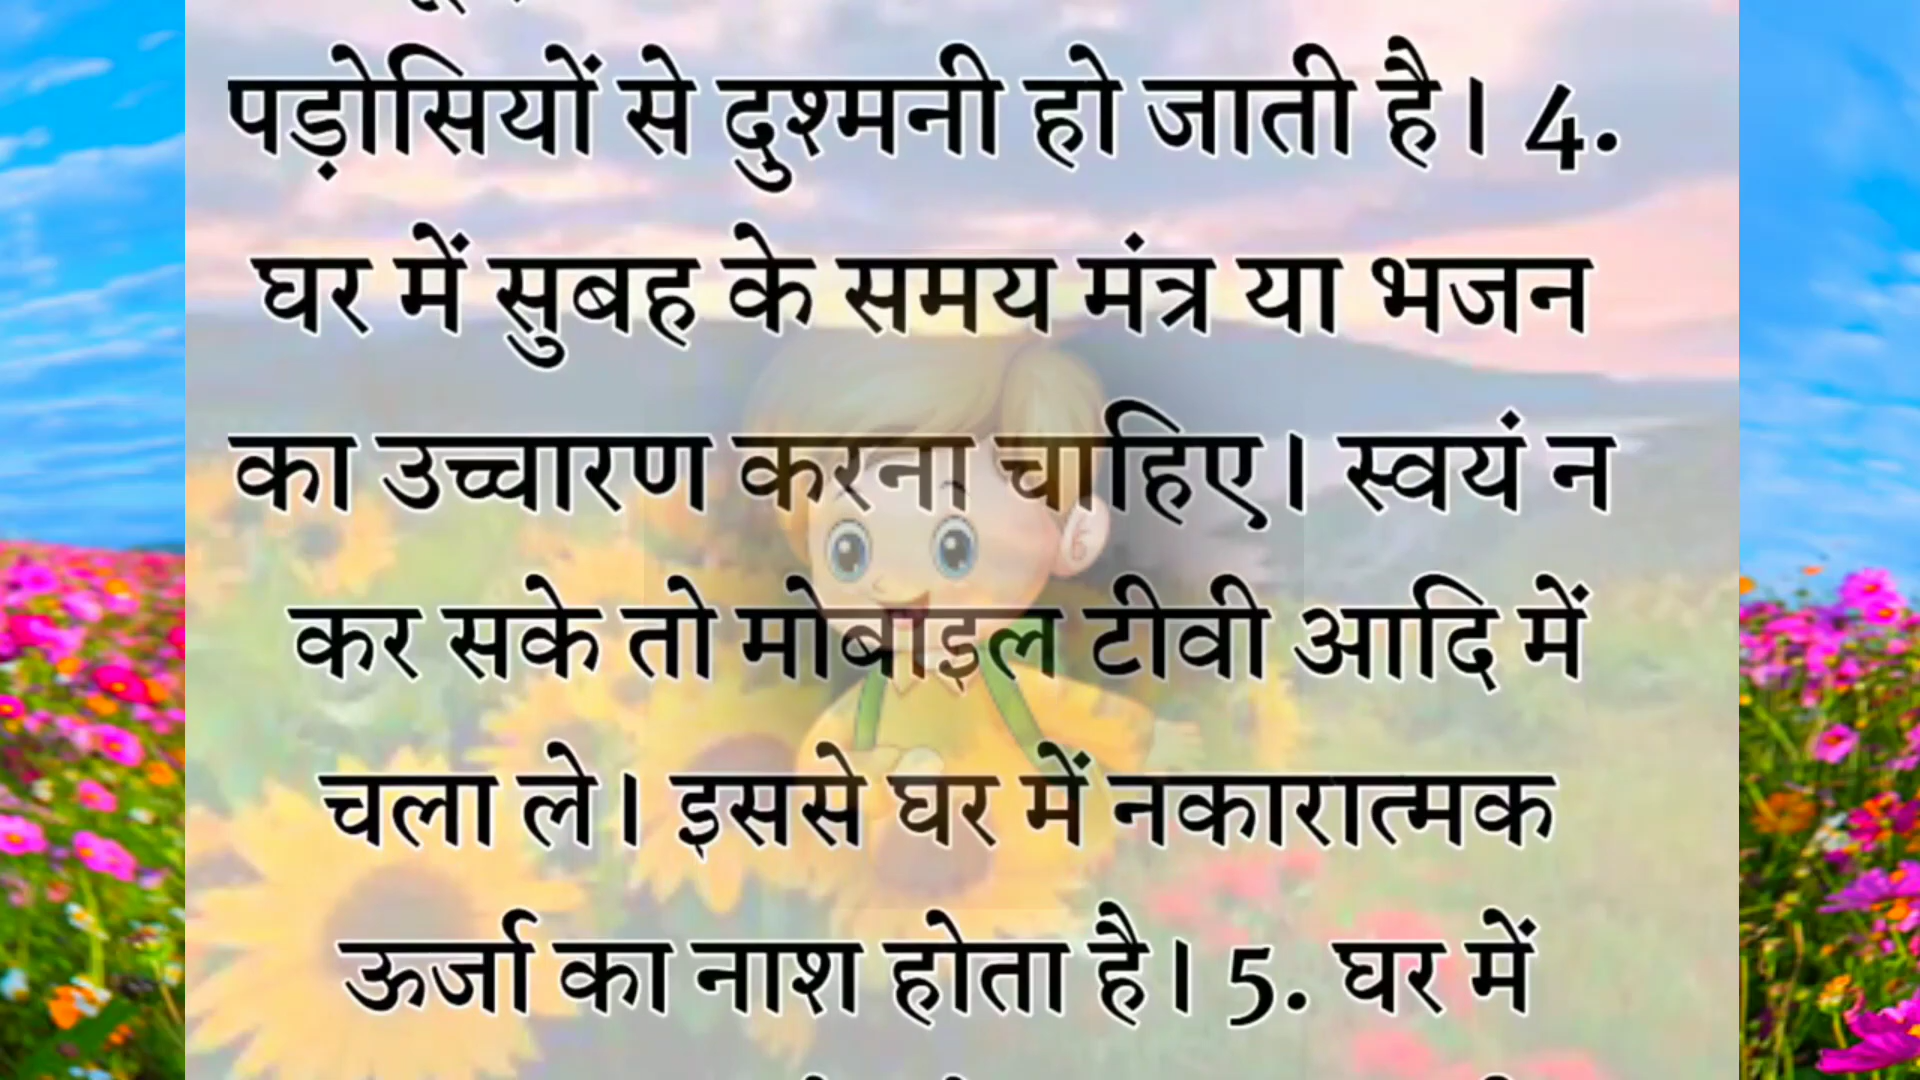 पड़ोसियों से दुश्मनी हो जाती है। 4.
घर में सुबह के समय मंत्र या भजन
का उच्चारण करना चाहिए। स्वयं न
कर सके तो मोबाइल टीवी आदि में
चला ले। इससे घर में नकारात्मक
ऊर्जा का नाश होता है। 5. घर में